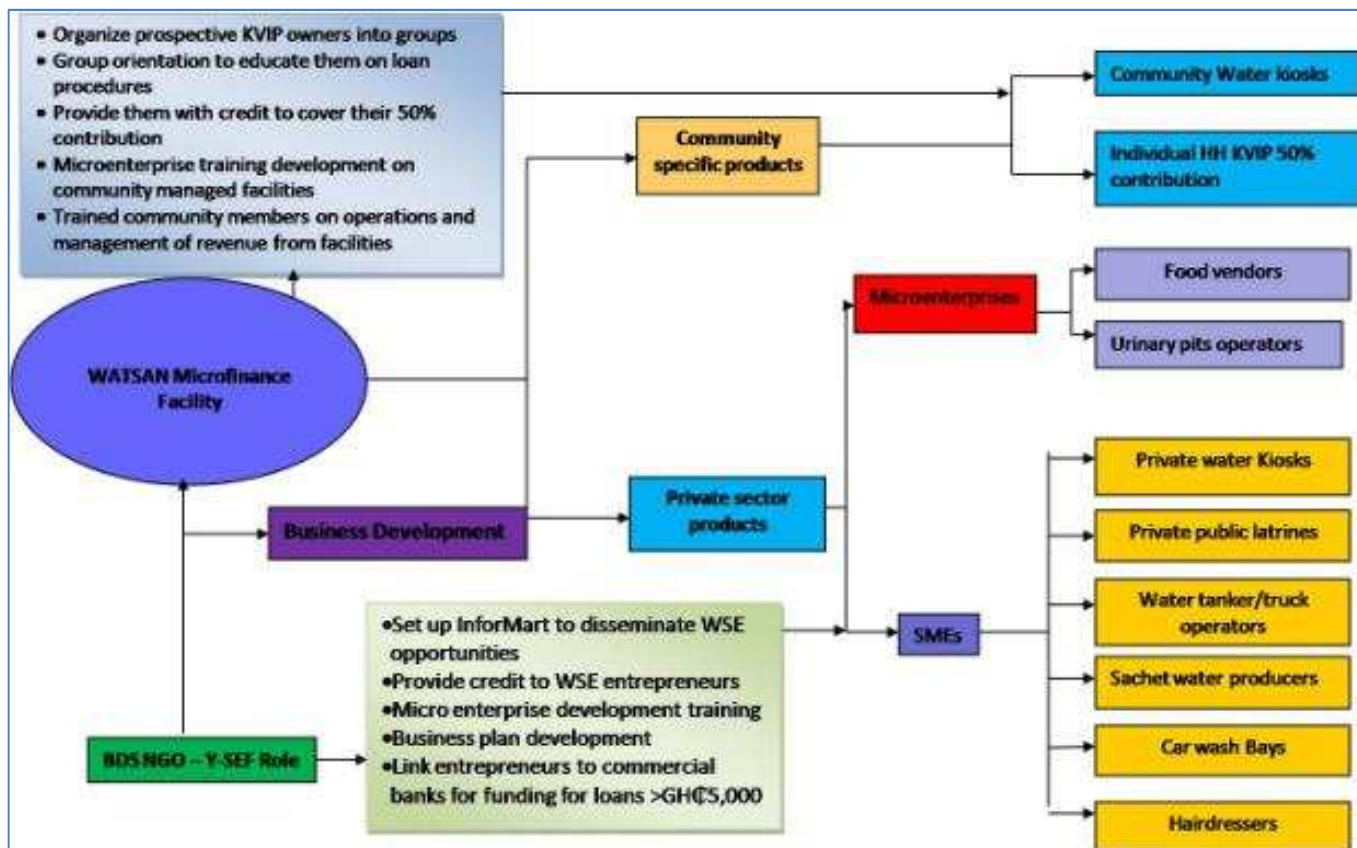 • Organize prospective KVIP owners into groups
• Group orientation to educate them on loan
procedures
• Provide them with credit to cover their 50%
contribution
• Microenterprise training development on
community managed facilities
• Trained community members on operations and
management of revenue from facilities
Community Water kiosks
Community
specific products
Individual HH KVIP 50%
contribution
Microenterprises
Food vendors
Urinary pits operators
WATSAN Microfinance
Facility
Private sector
products
Business Development
Private water Kiosks
Private public latrines
Water tanker/truck
operators
SMEs
Sachet water producers
Car wash Bays
Hairdressers
•Set up InforMart to disseminate WSE
opportunities
•Provide credit to WSE entrepreneurs
•Micro enterprise development training
•Business plan development
•Link entrepreneurs to commercial
banks for funding for loans >GH₵5,000
BDS NGO – Y-SEF Role